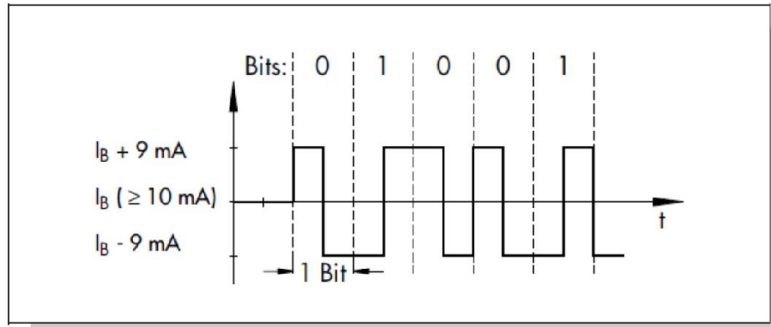 Bits: 0 1 0 0 1
I_B + 9 mA
I_B ( ≥ 10 mA)
t
I_B - 9 mA
1 Bit